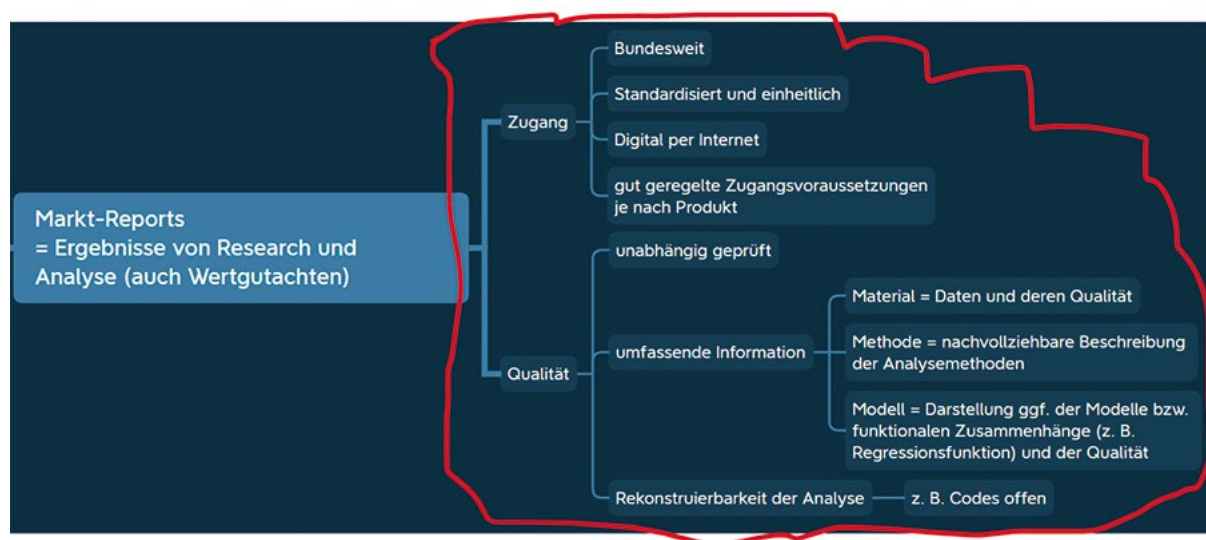 Markt-Reports
= Ergebnisse von Research und
Analyse (auch Wertgutachten)
Zugang
Bundesweit
Standardisiert und einheitlich
Digital per Internet
gut geregelte Zugangsvoraussetzungen
je nach Produkt
Qualität
unabhängig geprüft
umfassende Information
Material = Daten und deren Qualität
Methode = nachvollziehbare Beschreibung
der Analysemethoden
Modell = Darstellung ggf. der Modelle bzw.
funktionalen Zusammenhänge (z. B.
Regressionsfunktion) und der Qualität
Rekonstruierbarkeit der Analyse
z. B. Codes offen